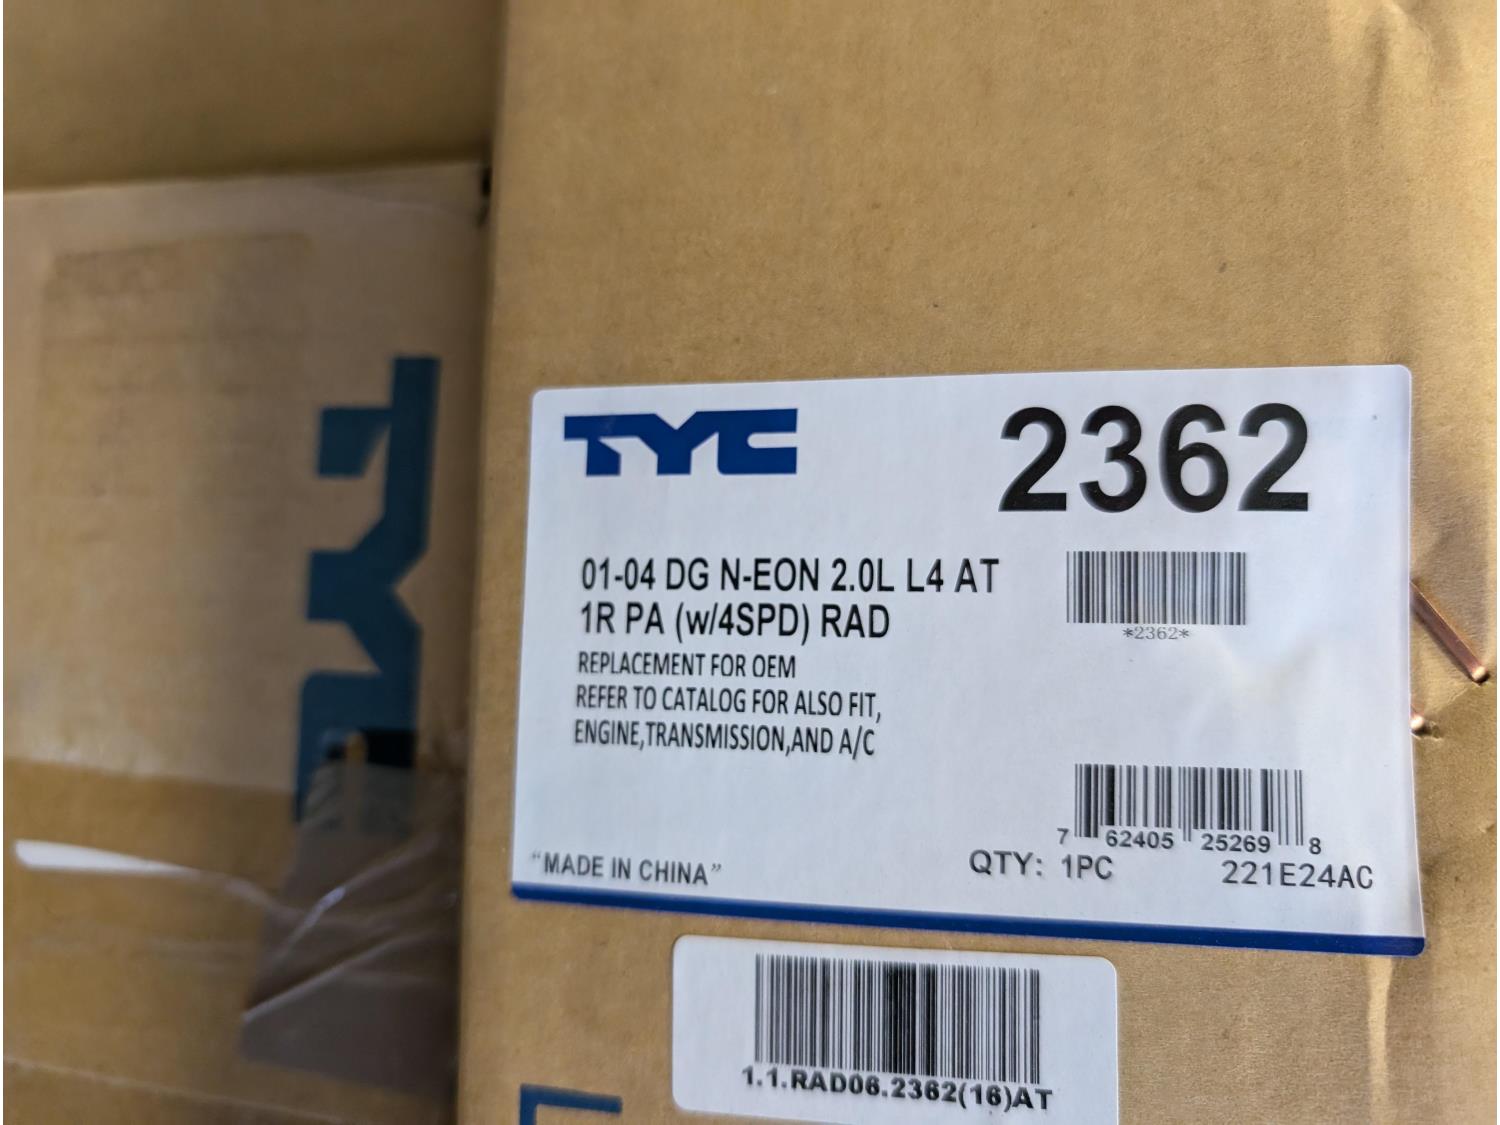 TYC
TYC
2362
01-04 DG N-EON 2.0L L4 AT
1R PA (w/4SPD) RAD
*2362*
REPLACEMENT FOR OEM
REFER TO CATALOG FOR ALSO FIT,
ENGINE,TRANSMISSION,AND A/C
7 62405 25269 8
"MADE IN CHINA"
QTY: 1PC
221E24AC
1.1.RAD06.2362(16)AT